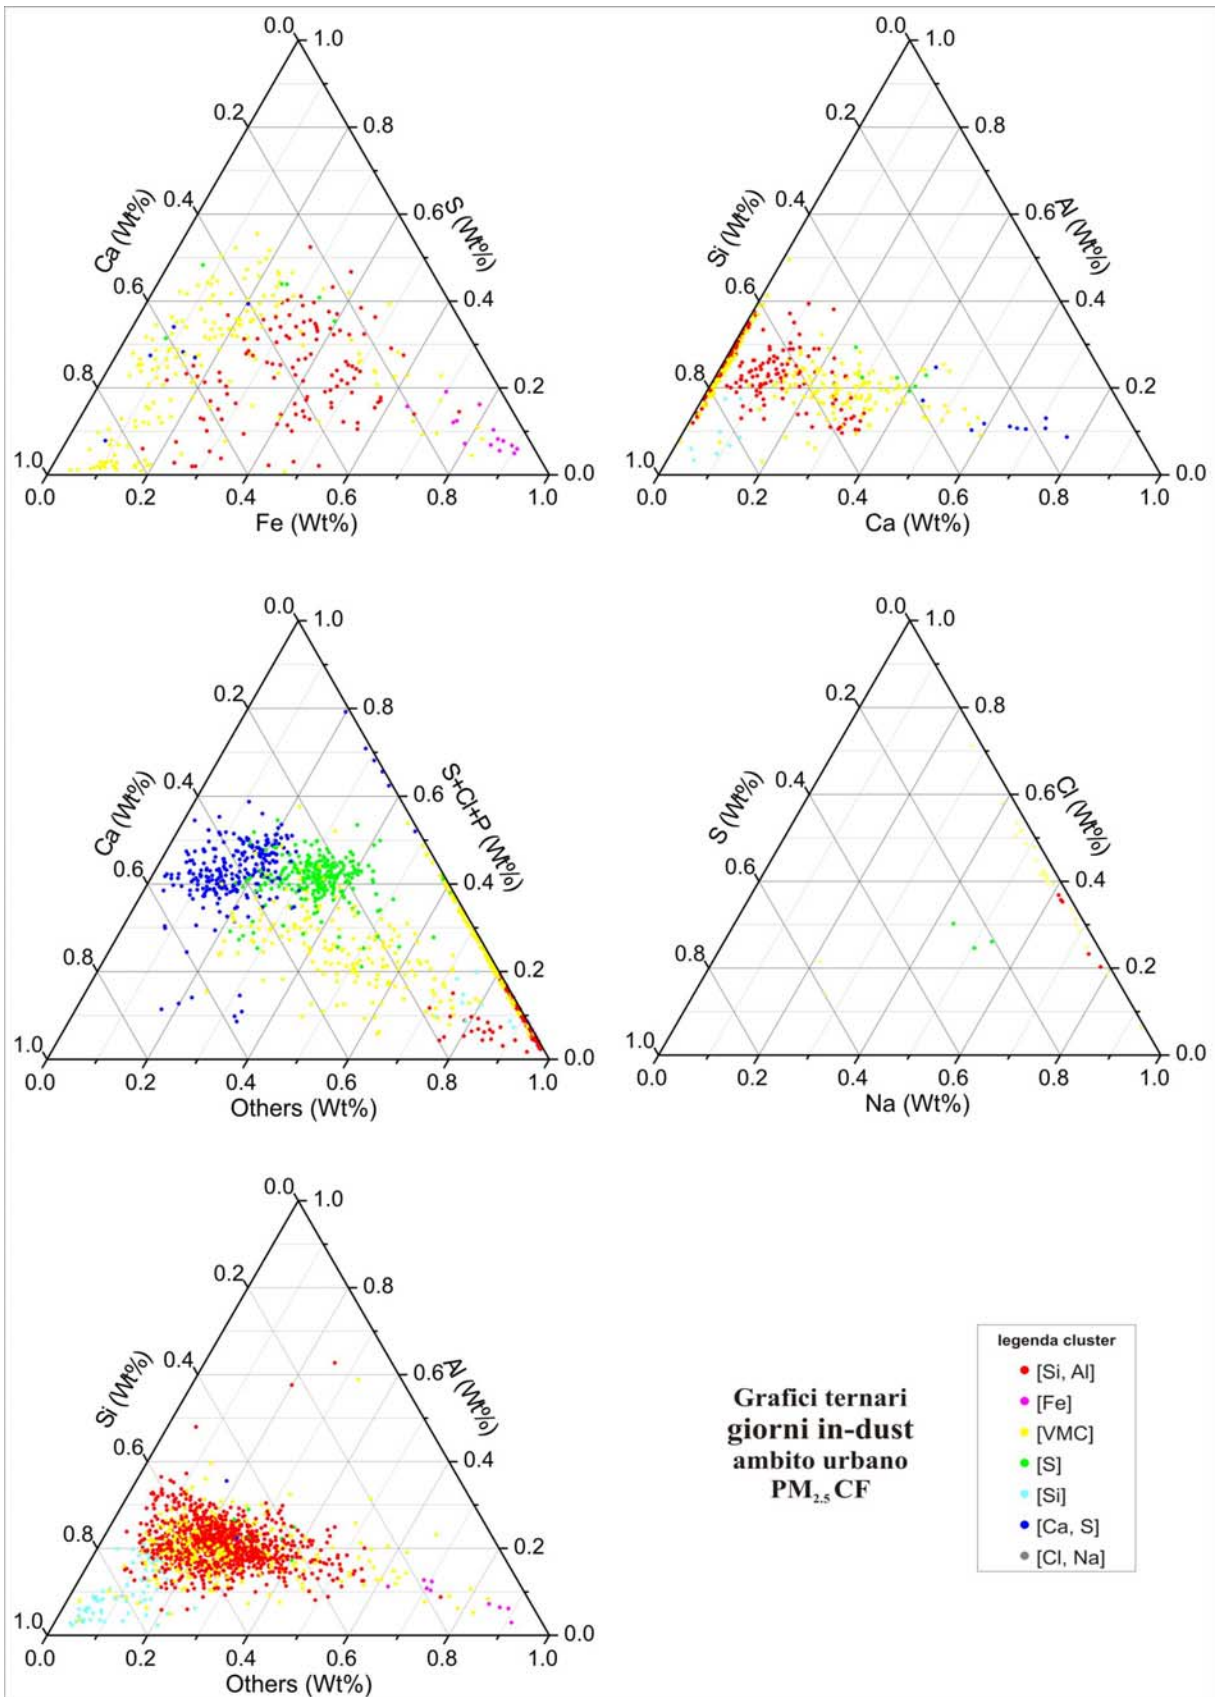 0.0 1.0
0.2 0.8
0.4 0.6
Ca (Wt%) S (Wt%)
0.6 0.4
0.8 0.2
1.0 0.0
0.0 0.2 0.4 0.6 0.8 1.0
Fe (Wt%)
0.0 1.0
0.2 0.8
0.4 0.6
Si (Wt%) Al (Wt%)
0.6 0.4
0.8 0.2
1.0 0.0
0.0 0.2 0.4 0.6 0.8 1.0
Ca (Wt%)
0.0 1.0
0.2 0.8
0.4 0.6
Ca (Wt%) S+Cl+P (Wt%)
0.6 0.4
0.8 0.2
1.0 0.0
0.0 0.2 0.4 0.6 0.8 1.0
Others (Wt%)
0.0 1.0
0.2 0.8
0.4 0.6
S (Wt%) Cl (Wt%)
0.6 0.4
0.8 0.2
1.0 0.0
0.0 0.2 0.4 0.6 0.8 1.0
Na (Wt%)
0.0 1.0
0.2 0.8
0.4 0.6
Si (Wt%) Al (Wt%)
0.6 0.4
0.8 0.2
1.0 0.0
0.0 0.2 0.4 0.6 0.8 1.0
Others (Wt%)
Grafici ternari
giorni in-dust
ambito urbano
PM₂.₅ CF
legenda cluster
[Si, Al]
[Fe]
[VMC]
[S]
[Si]
[Ca, S]
[Cl, Na]